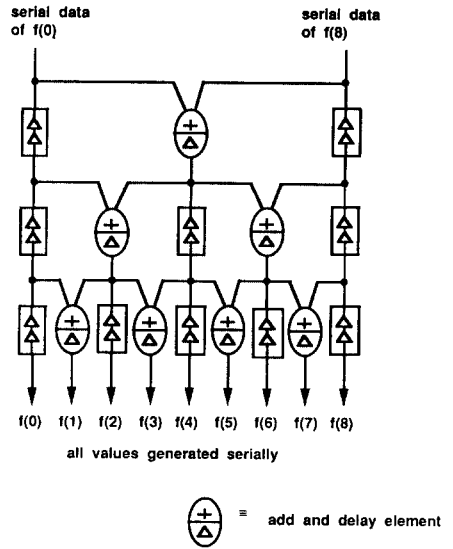 serial data
of f(0)
serial data
of f(8)
+
+
+
+
+
+
+
f(0) f(1) f(2) f(3) f(4) f(5) f(6) f(7) f(8)
all values generated serially
+
≡ add and delay element